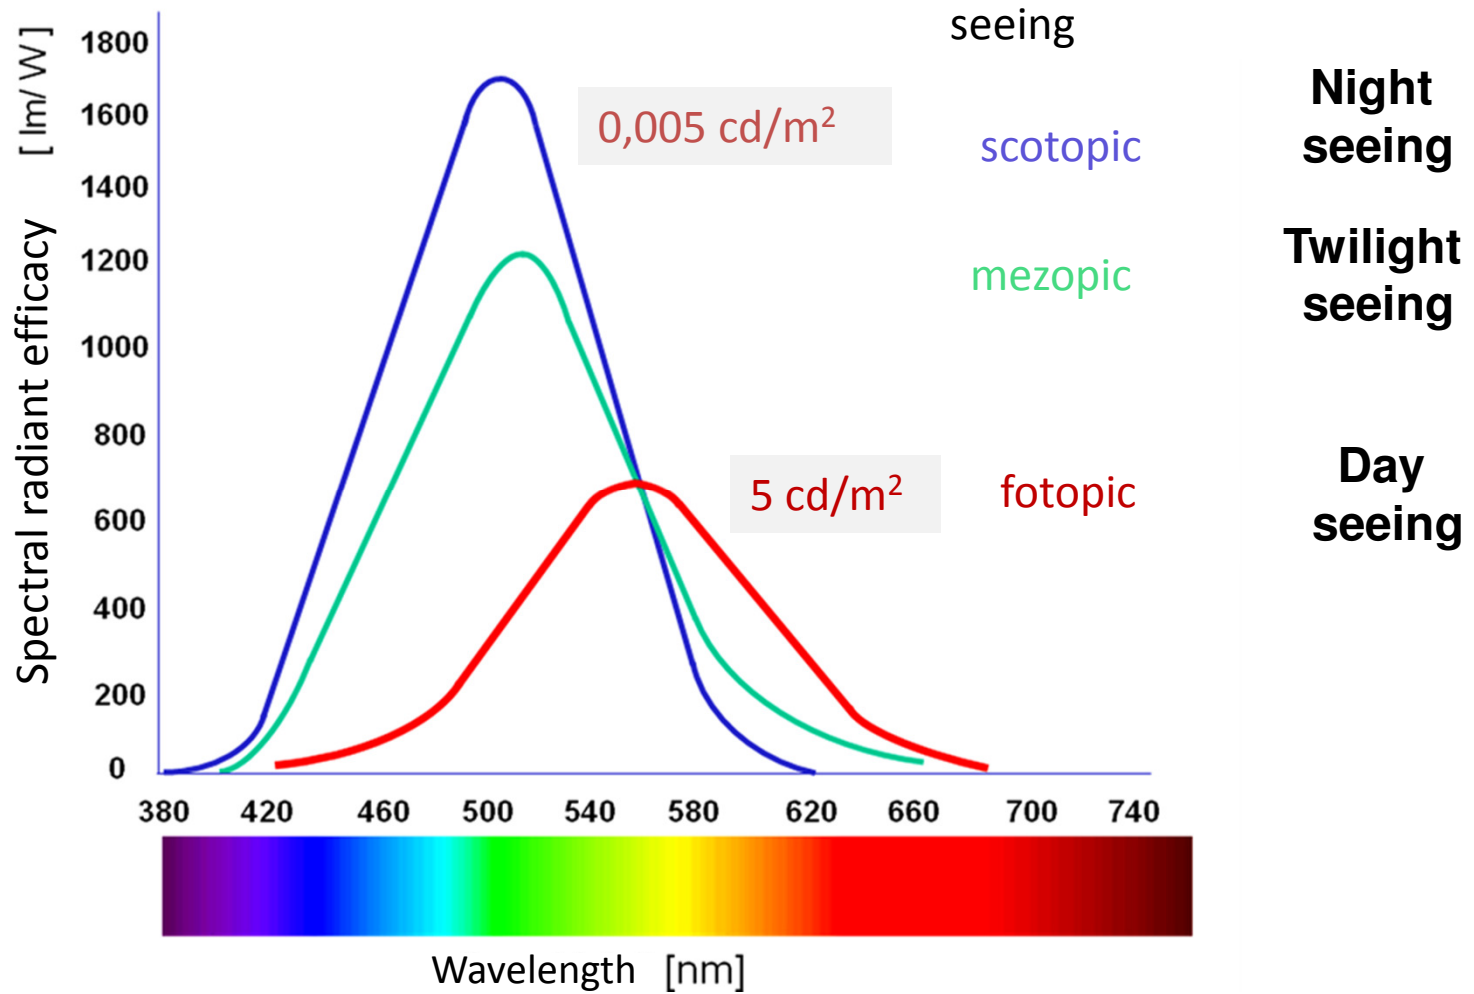 seeing
[ lm/ W ]
Spectral radiant efficacy
1800
1600
1400
1200
1000
800
600
400
200
0
0,005 cd/m²
scotopic
Night
seeing
mezopic
Twilight
seeing
5 cd/m²
fotopic
Day
seeing
380 420 460 500 540 580 620 660 700 740
Wavelength [nm]